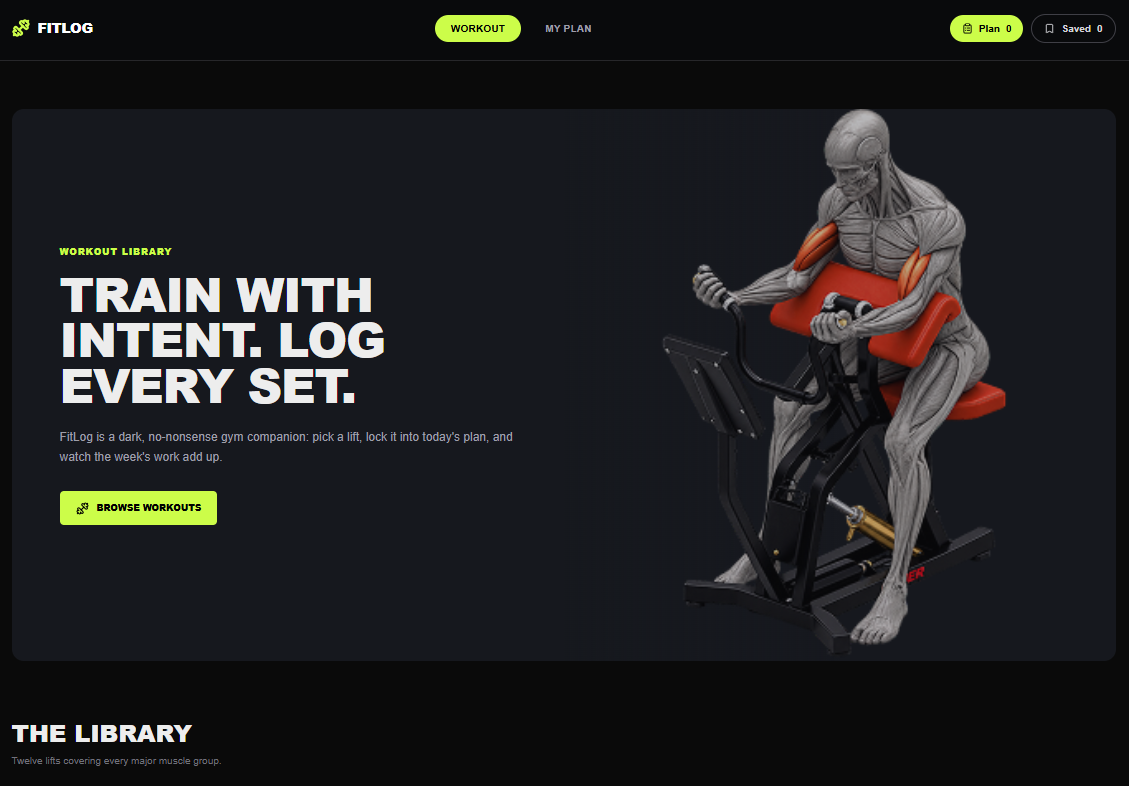 FITLOG
WORKOUT
MY PLAN
Plan 0
Saved 0
WORKOUT LIBRARY
TRAIN WITH
INTENT. LOG
EVERY SET.
FitLog is a dark, no-nonsense gym companion: pick a lift, lock it into today's plan, and
watch the week's work add up.
BROWSE WORKOUTS
ER
THE LIBRARY
Twelve lifts covering every major muscle group.